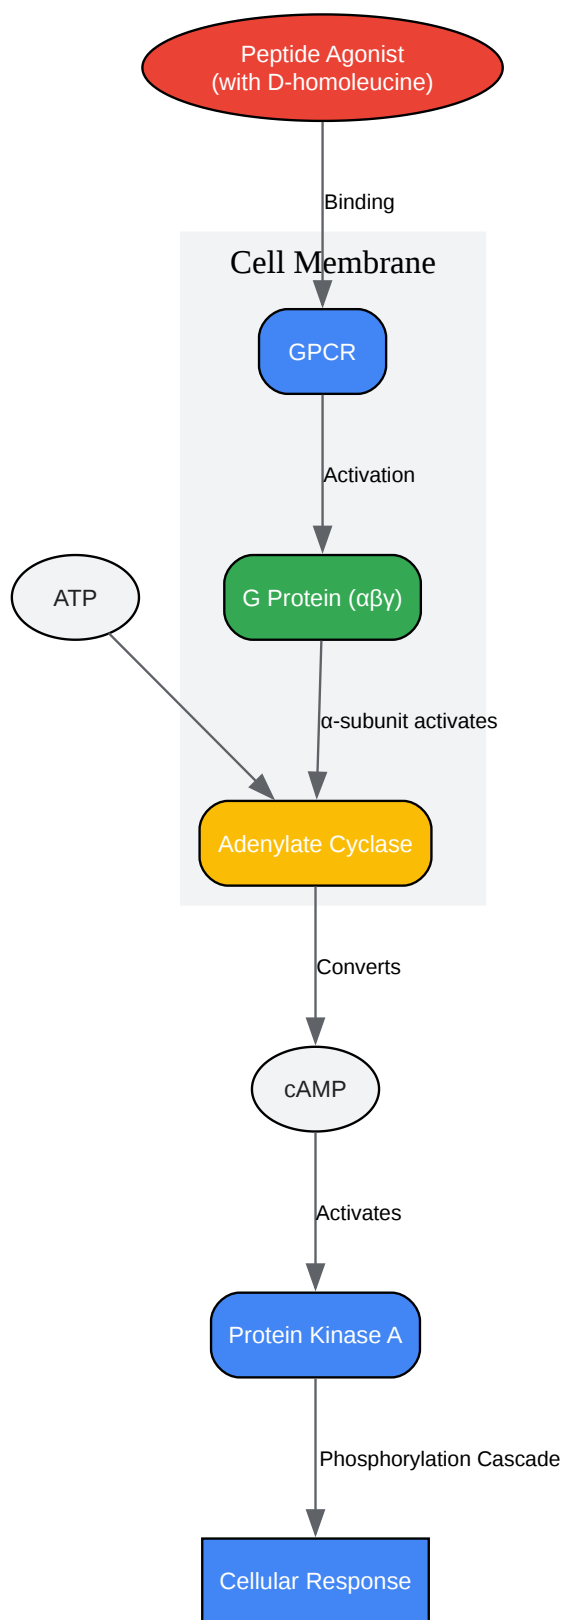 Peptide Agonist
(with D-homoleucine)
Binding
Cell Membrane
GPCR
Activation
ATP
G Protein (αβγ)
α-subunit activates
Adenylate Cyclase
Converts
cAMP
Activates
Protein Kinase A
Phosphorylation Cascade
Cellular Response